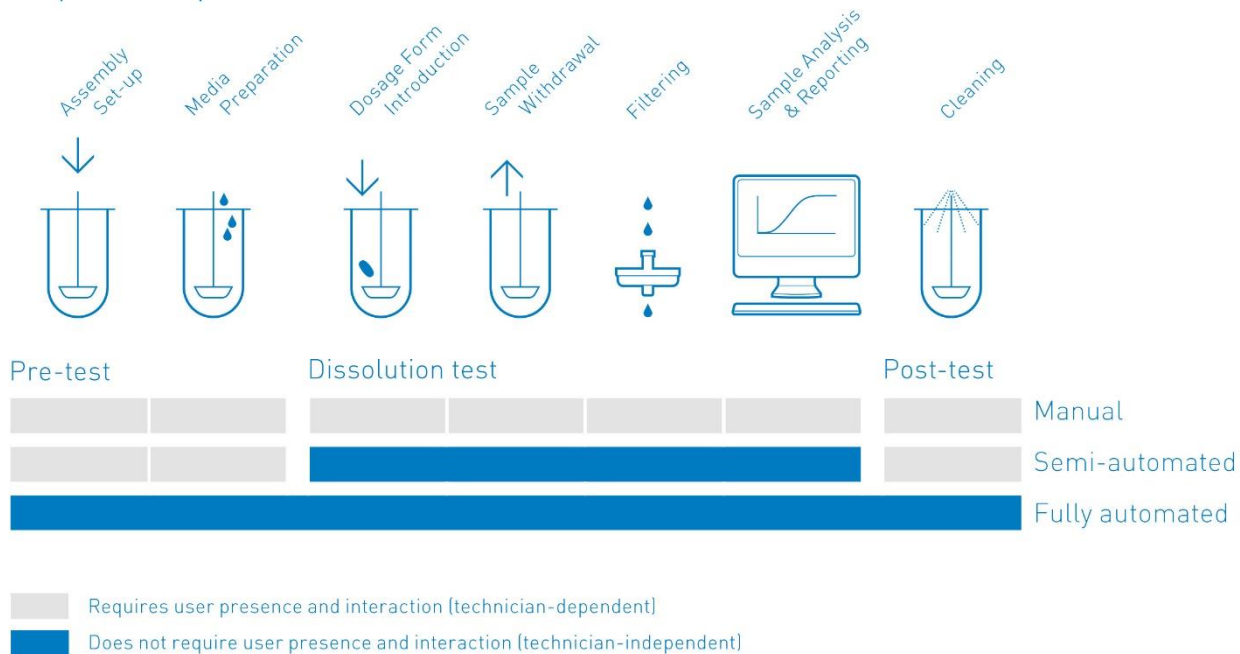 Assembly
Set-up
Media
Preparation
Dosage Form
Introduction
Sample
Withdrawal
Filtering
Sample Analysis
& Reporting
Cleaning
Pre-test
Dissolution test
Post-test
Manual
Semi-automated
Fully automated
Requires user presence and interaction (technician-dependent)
Does not require user presence and interaction (technician-independent)